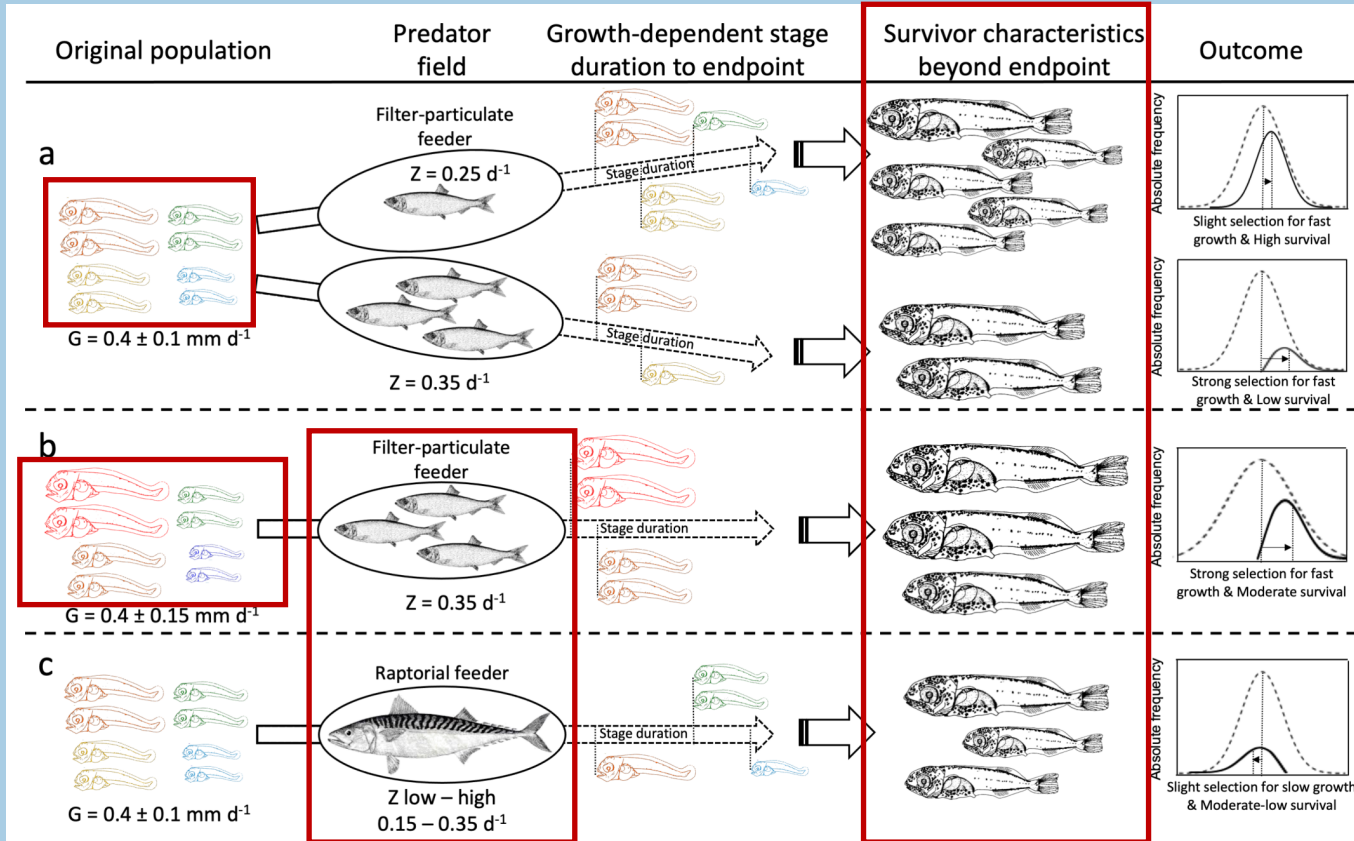 Original population
Predator
field
Growth-dependent stage
duration to endpoint
Survivor characteristics
beyond endpoint
Outcome
a
G = 0.4 ± 0.1 mm d⁻¹
Filter-particulate
feeder
Z = 0.25 d⁻¹
Stage duration
Absolute frequency
Slight selection for fast
growth & High survival
Z = 0.35 d⁻¹
Stage duration
Absolute frequency
Strong selection for fast
growth & Low survival
b
G = 0.4 ± 0.15 mm d⁻¹
Filter-particulate
feeder
Z = 0.35 d⁻¹
Stage duration
Absolute frequency
Strong selection for fast
growth & Moderate survival
c
G = 0.4 ± 0.1 mm d⁻¹
Raptorial feeder
Z low – high
0.15 – 0.35 d⁻¹
Stage duration
Absolute frequency
Slight selection for slow growth
& Moderate-low survival